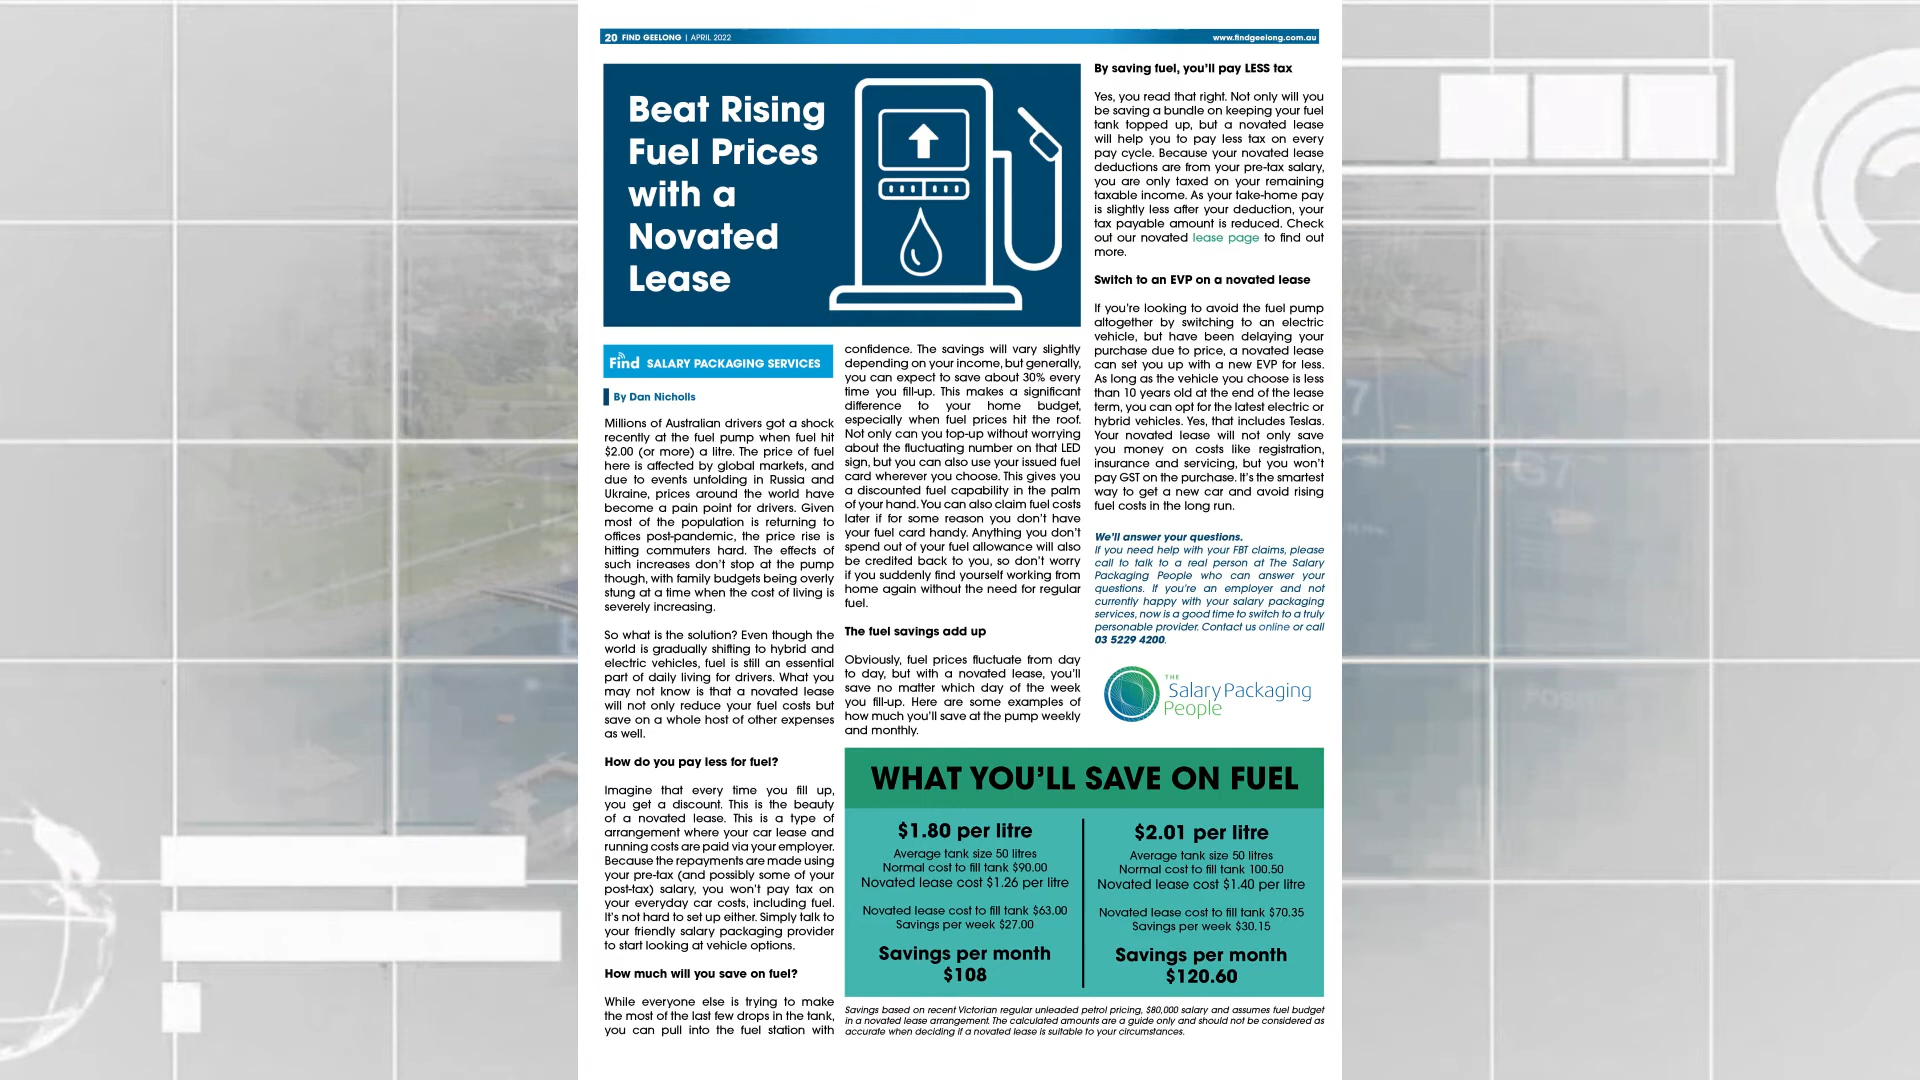 20 FIND GEELONG | APRIL 2022
www.findgeelong.com.au
Beat Rising
Fuel Prices
with a
Novated
Lease
Find SALARY PACKAGING SERVICES
By Dan Nicholls
Millions of Australian drivers got a shock
recently at the fuel pump when fuel hit
$2.00 (or more) a litre. The price of fuel
here is affected by global markets, and
due to events unfolding in Russia and
Ukraine, prices around the world have
become a pain point for drivers. Given
most of the population is returning to
offices post-pandemic, the price rise is
hitting commuters hard. The effects of
such increases don't stop at the pump
though, with family budgets being overly
stung at a time when the cost of living is
severely increasing.
So what is the solution? Even though the
world is gradually shifting to hybrid and
electric vehicles, fuel is still an essential
part of daily living for drivers. What you
may not know is that a novated lease
will not only reduce your fuel costs but
save on a whole host of other expenses
as well.
How do you pay less for fuel?
Imagine that every time you fill up,
you get a discount. This is the beauty
of a novated lease. This is a type of
arrangement where your car lease and
running costs are paid via your employer.
Because the repayments are made using
your pre-tax (and possibly some of your
post-tax) salary, you won't pay tax on
your everyday car costs, including fuel.
It's not hard to set up either. Simply talk to
your friendly salary packaging provider
to start looking at vehicle options.
How much will you save on fuel?
While everyone else is trying to make
the most of the last few drops in the tank,
you can pull into the fuel station with
confidence. The savings will vary slightly
depending on your income, but generally,
you can expect to save about 30% every
time you fill-up. This makes a significant
difference to your home budget,
especially when fuel prices hit the roof.
Not only can you top-up without worrying
about the fluctuating number on that LED
sign, but you can also use your issued fuel
card wherever you choose. This gives you
a discounted fuel capability in the palm
of your hand. You can also claim fuel costs
later if for some reason you don't have
your fuel card handy. Anything you don't
spend out of your fuel allowance will also
be credited back to you, so don't worry
if you suddenly find yourself working from
home again without the need for regular
fuel.
The fuel savings add up
Obviously, fuel prices fluctuate from day
to day, but with a novated lease, you'll
save no matter which day of the week
you fill-up. Here are some examples of
how much you'll save at the pump weekly
and monthly.
By saving fuel, you'll pay LESS tax
Yes, you read that right. Not only will you
be saving a bundle on keeping your fuel
tank topped up, but a novated lease
will help you to pay less tax on every
pay cycle. Because your novated lease
deductions are from your pre-tax salary,
you are only taxed on your remaining
taxable income. As your take-home pay
is slightly less after your deduction, your
tax payable amount is reduced. Check
out our novated lease page to find out
more.
Switch to an EVP on a novated lease
If you're looking to avoid the fuel pump
altogether by switching to an electric
vehicle, but have been delaying your
purchase due to price, a novated lease
can set you up with a new EVP for less.
As long as the vehicle you choose is less
than 10 years old at the end of the lease
term, you can opt for the latest electric or
hybrid vehicles. Yes, that includes Teslas.
Your novated lease will not only save
you money on costs like registration,
insurance and servicing, but you won't
pay GST on the purchase. It's the smartest
way to get a new car and avoid rising
fuel costs in the long run.
We'll answer your questions.
If you need help with your FBT claims, please
call to talk to a real person at The Salary
Packaging People who can answer your
questions. If you're an employer and not
currently happy with your salary packaging
services, now is a good time to switch to a truly
personable provider. Contact us online or call
03 5229 4200.
THE
Salary Packaging
People
WHAT YOU'LL SAVE ON FUEL
$1.80 per litre
Average tank size 50 litres
Normal cost to fill tank $90.00
Novated lease cost $1.26 per litre
Novated lease cost to fill tank $63.00
Savings per week $27.00
Savings per month
$108
$2.01 per litre
Average tank size 50 litres
Normal cost to fill tank 100.50
Novated lease cost $1.40 per litre
Novated lease cost to fill tank $70.35
Savings per week $30.15
Savings per month
$120.60
Savings based on recent Victorian regular unleaded petrol pricing, $80,000 salary and assumes fuel budget
in a novated lease arrangement. The calculated amounts are a guide only and should not be considered as
accurate when deciding if a novated lease is suitable to your circumstances.